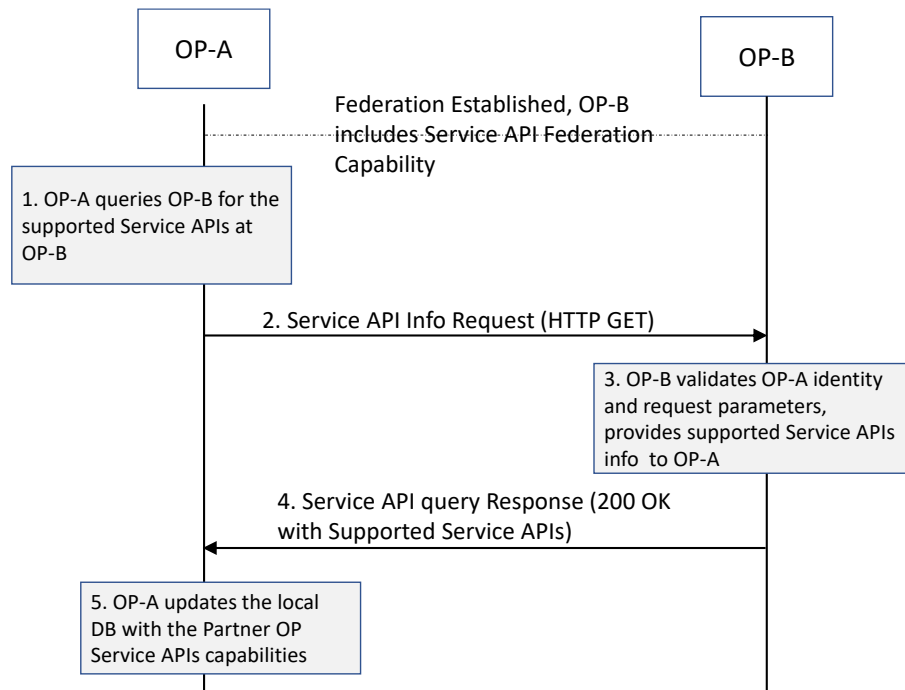 OP-A
OP-B
Federation Established, OP-B
includes Service API Federation
Capability
1. OP-A queries OP-B for the
supported Service APIs at
OP-B
2. Service API Info Request (HTTP GET)
3. OP-B validates OP-A identity
and request parameters,
provides supported Service APIs
info  to OP-A
4. Service API query Response (200 OK
with Supported Service APIs)
5. OP-A updates the local
DB with the Partner OP
Service APIs capabilities